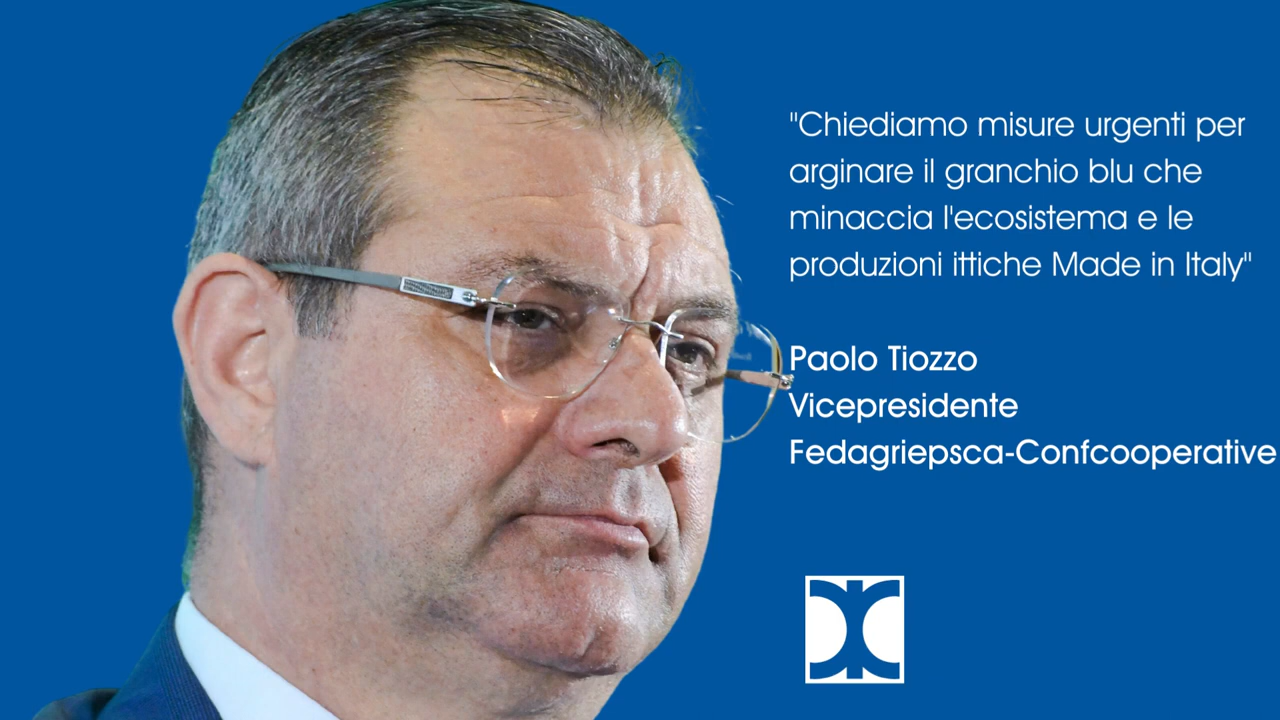 "Chiediamo misure urgenti per
arginare il granchio blu che
minaccia l'ecosistema e le
produzioni ittiche Made in Italy"
Paolo Tiozzo
Vicepresidente
Fedagriepsca-Confcooperative